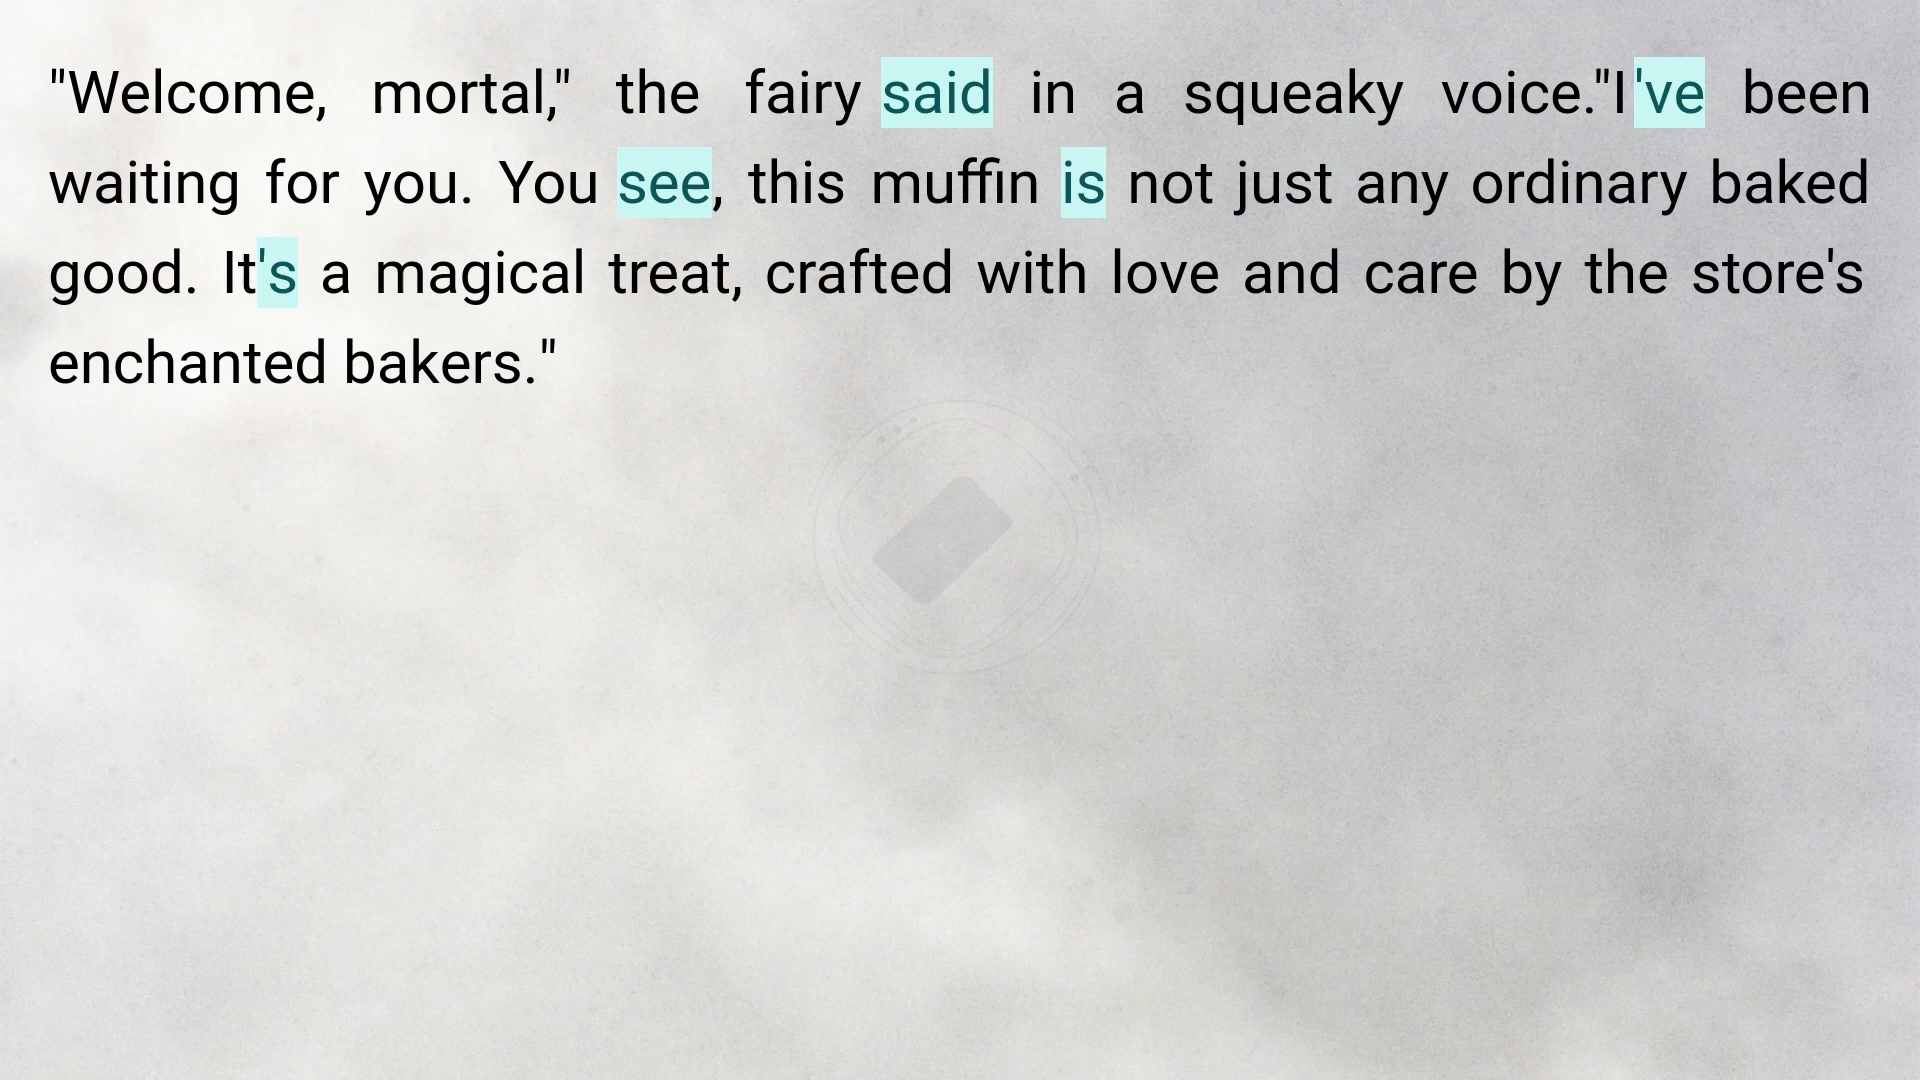 "Welcome, mortal," the fairy said in a squeaky voice."I've been
waiting for you. You see, this muffin is not just any ordinary baked
good. It's a magical treat, crafted with love and care by the store's
enchanted bakers."